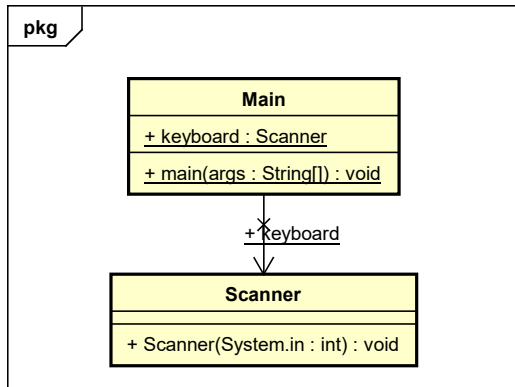 pkg
Main
+ keyboard : Scanner
+ main(args : String[]) : void
+ keyboard
Scanner
+ Scanner(System.in : int) : void